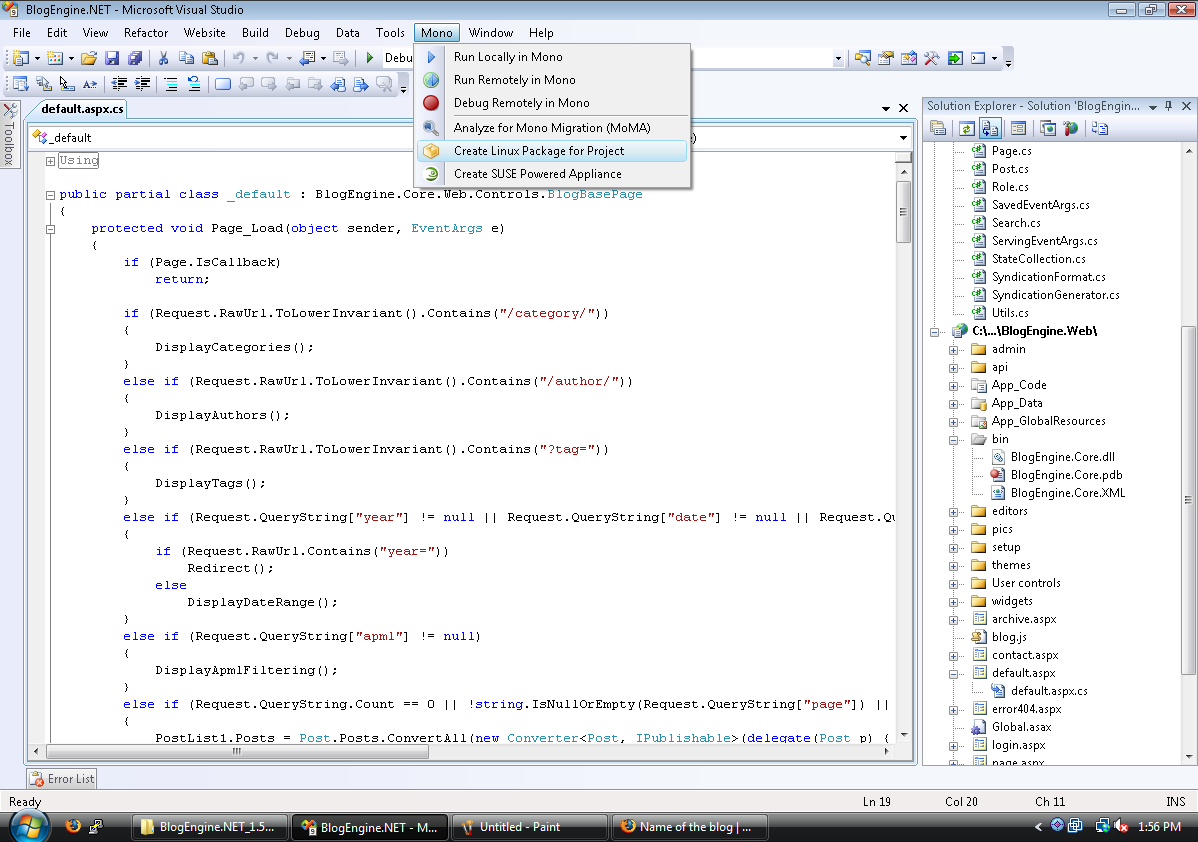 BlogEngine.NET - Microsoft Visual Studio
File Edit View Refactor Website Build Debug Data Tools Mono Window Help
Debu
Run Locally in Mono
Run Remotely in Mono
Debug Remotely in Mono
Analyze for Mono Migration (MoMA)
Create Linux Package for Project
Create SUSE Powered Appliance
Toolbox
default.aspx.cs
_default
Using
public partial class _default : BlogEngine.Core.Web.Controls.BlogBasePage
{
protected void Page_Load(object sender, EventArgs e)
{
if (Page.IsCallback)
return;
if (Request.RawUrl.ToLowerInvariant().Contains("/category/"))
{
DisplayCategories();
}
else if (Request.RawUrl.ToLowerInvariant().Contains("/author/"))
{
DisplayAuthors();
}
else if (Request.RawUrl.ToLowerInvariant().Contains("?tag="))
{
DisplayTags();
}
else if (Request.QueryString["year"] != null || Request.QueryString["date"] != null || Request.Qu
{
if (Request.RawUrl.Contains("year="))
Redirect();
else
DisplayDateRange();
}
else if (Request.QueryString["apml"] != null)
{
DisplayApmlFiltering();
}
else if (Request.QueryString.Count == 0 || !string.IsNullOrEmpty(Request.QueryString["page"]) ||
{
PostList1.Posts = Post.Posts.ConvertAll(new Converter<Post, IPublishable>(delegate(Post p) {
Solution Explorer - Solution 'BlogEngin...
Page.cs
Post.cs
Role.cs
SavedEventArgs.cs
Search.cs
ServingEventArgs.cs
StateCollection.cs
SyndicationFormat.cs
SyndicationGenerator.cs
Utils.cs
C:\...\BlogEngine.Web\
admin
api
App_Code
App_Data
App_GlobalResources
bin
BlogEngine.Core.dll
BlogEngine.Core.pdb
BlogEngine.Core.XML
editors
pics
setup
themes
User controls
widgets
archive.aspx
blog.js
contact.aspx
default.aspx
default.aspx.cs
error404.aspx
Global.asax
login.aspx
page.aspx
Error List
Ready Ln 19 Col 20 Ch 11 INS
BlogEngine.NET_1.5... BlogEngine.NET - M... Untitled - Paint Name of the blog | ... 1:56 PM